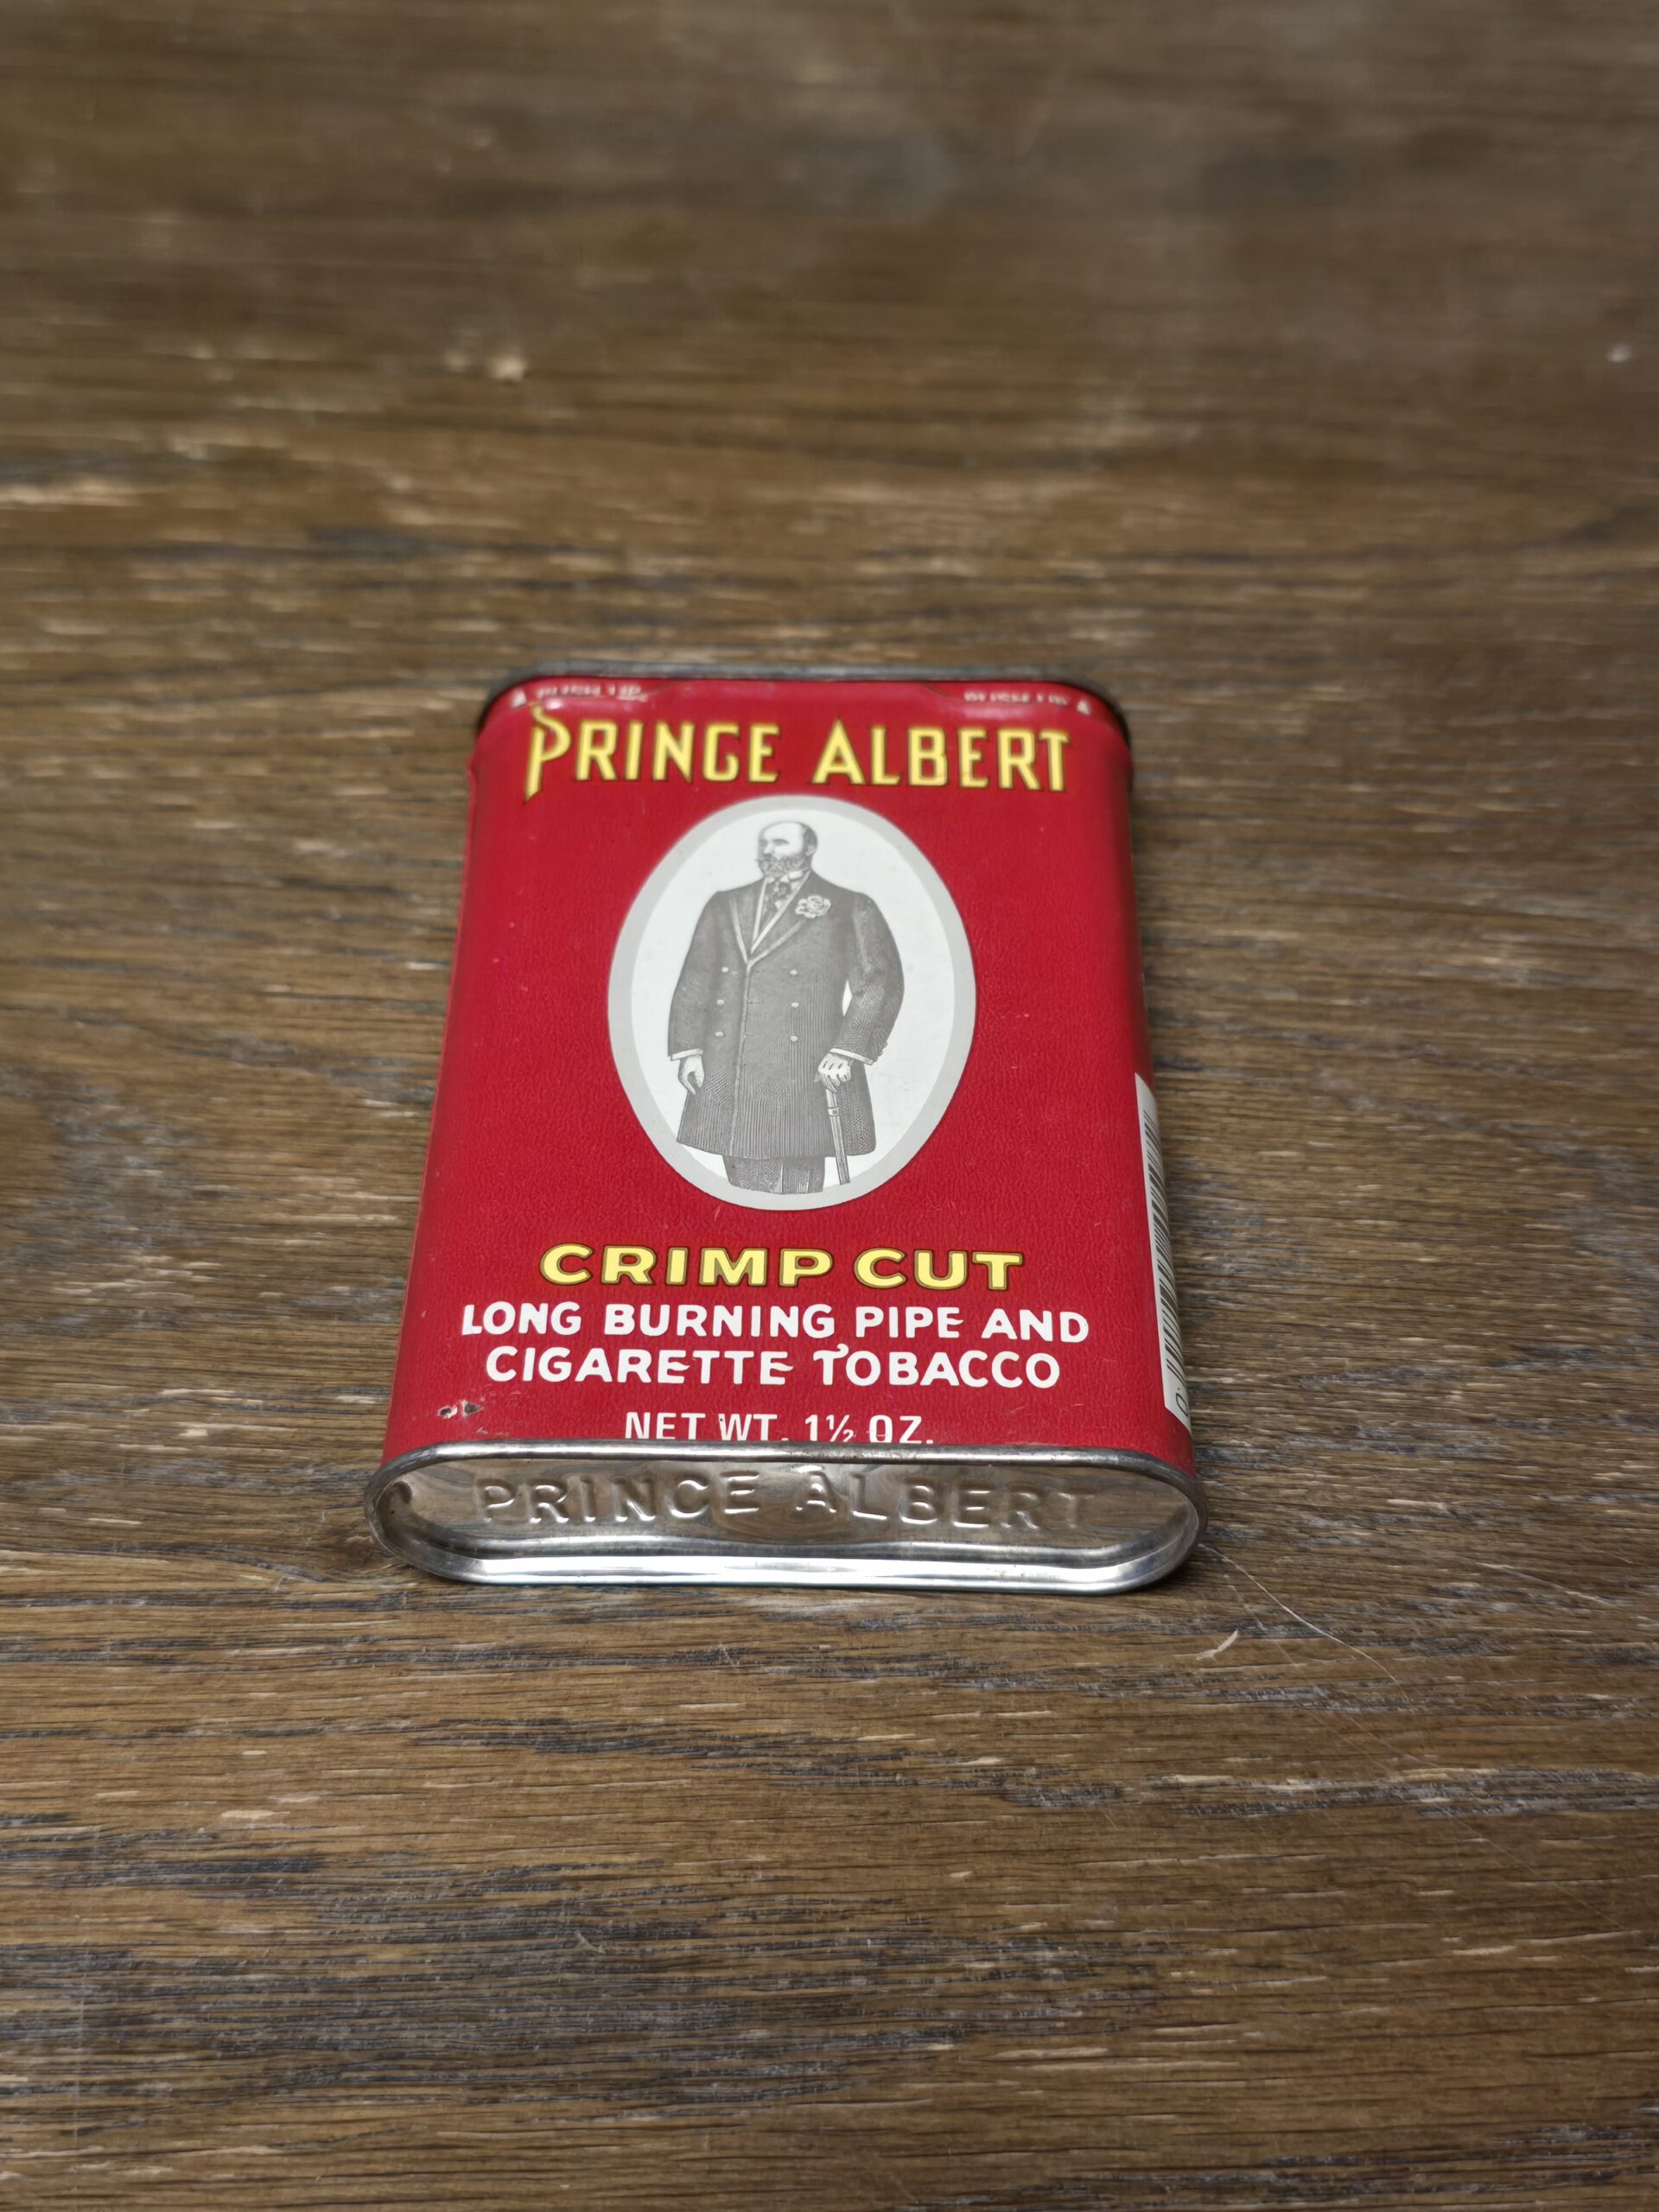 PRINCE ALBERT
CRIMP CUT
LONG BURNING PIPE AND
CIGARETTE TOBACCO
NET WT. 1½ OZ.
PRINCE ALBERT